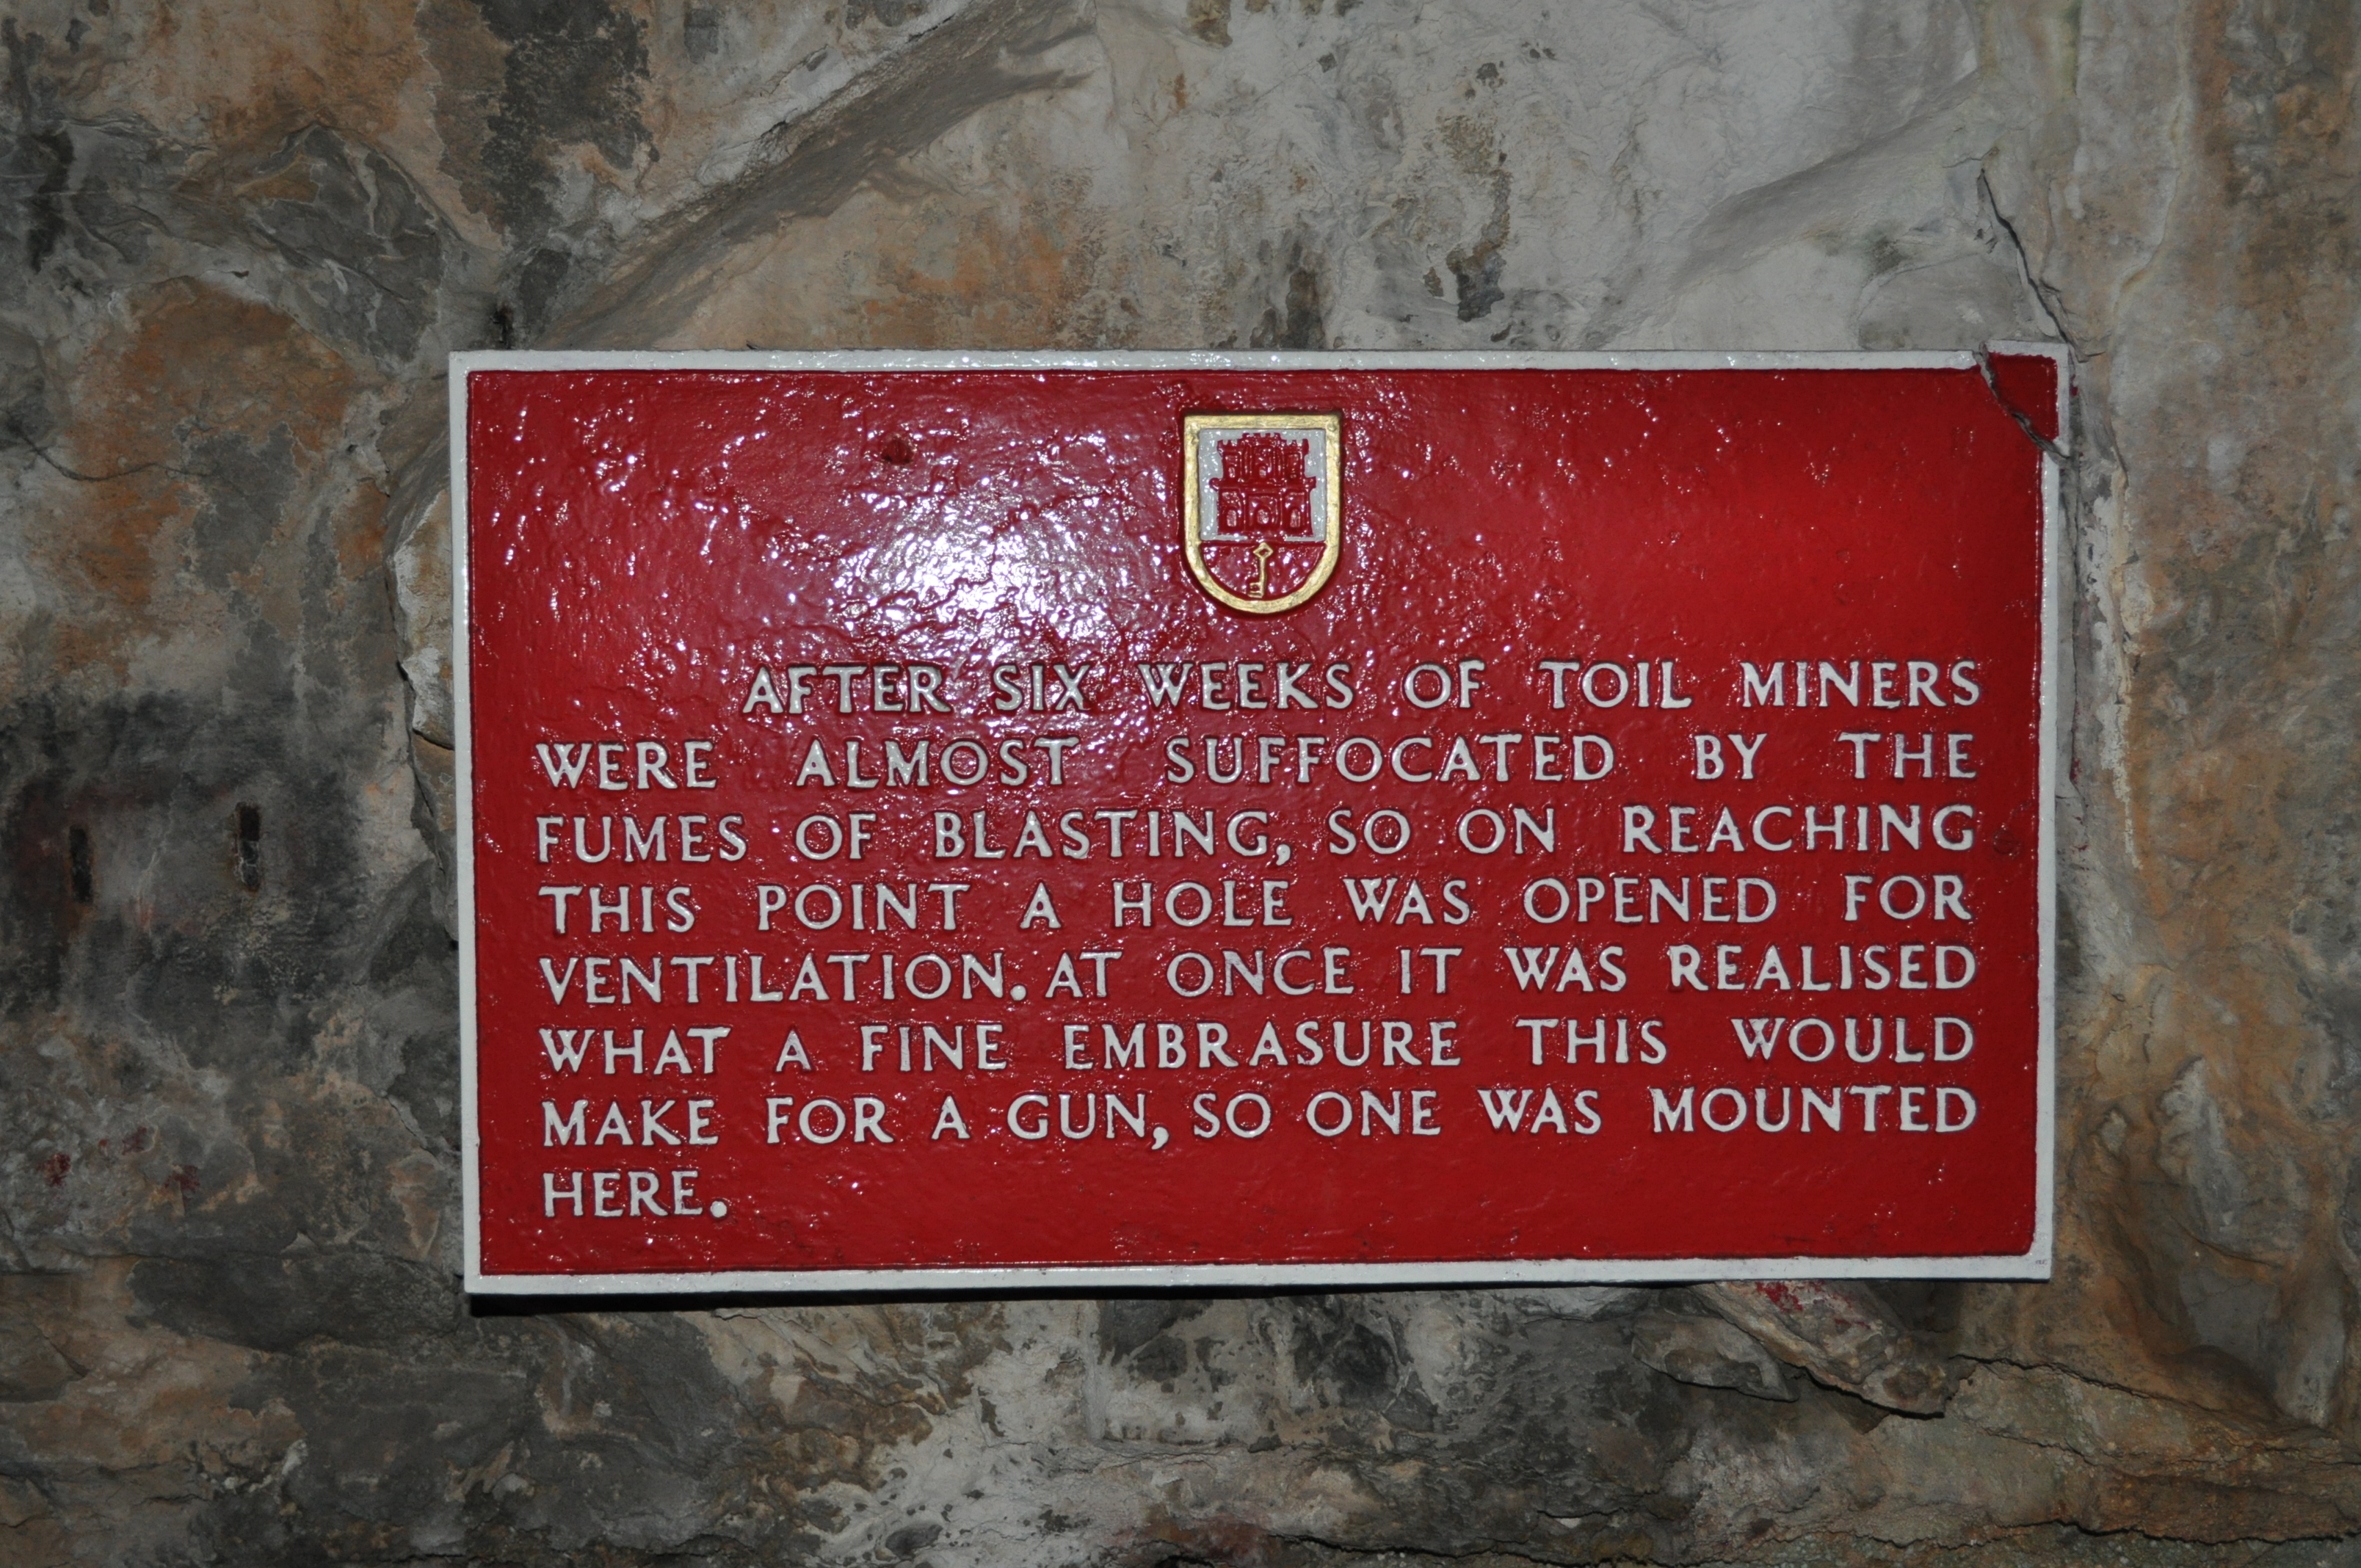 AFTER SIX WEEKS OF TOIL MINERS
WERE ALMOST SUFFOCATED BY THE
FUMES OF BLASTING, SO ON REACHING
THIS POINT A HOLE WAS OPENED FOR
VENTILATION. AT ONCE IT WAS REALISED
WHAT A FINE EMBRASURE THIS WOULD
MAKE FOR A GUN, SO ONE WAS MOUNTED
HERE.